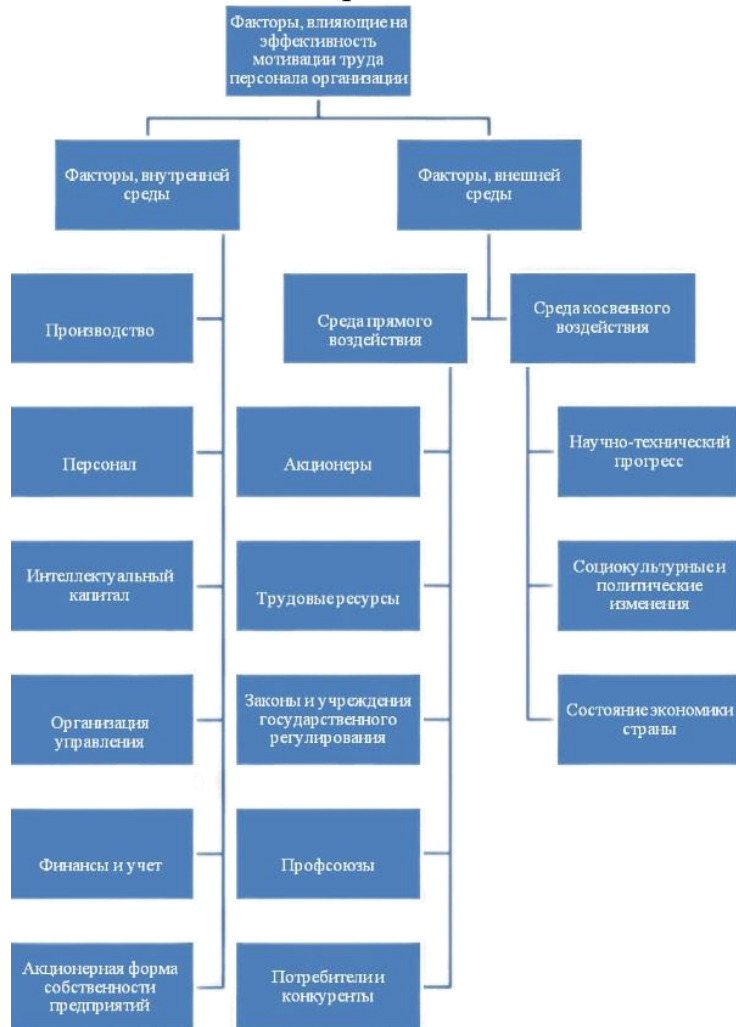 Факторы, влияющие на
эффективность
мотивации труда
персонала организации
Факторы, внутренней
среды
Факторы, внешней
среды
Производство
Персонал
Интеллектуальный
капитал
Организация
управления
Финансы и учет
Акционерная форма
собственности
предприятий
Среда прямого
воздействия
Акционеры
Трудовые ресурсы
Законы и учреждения
государственного
регулирования
Профсоюзы
Потребители и
конкуренты
Среда косвенного
воздействия
Научно-технический
прогресс
Социокультурные и
политические
изменения
Состояние экономики
страны